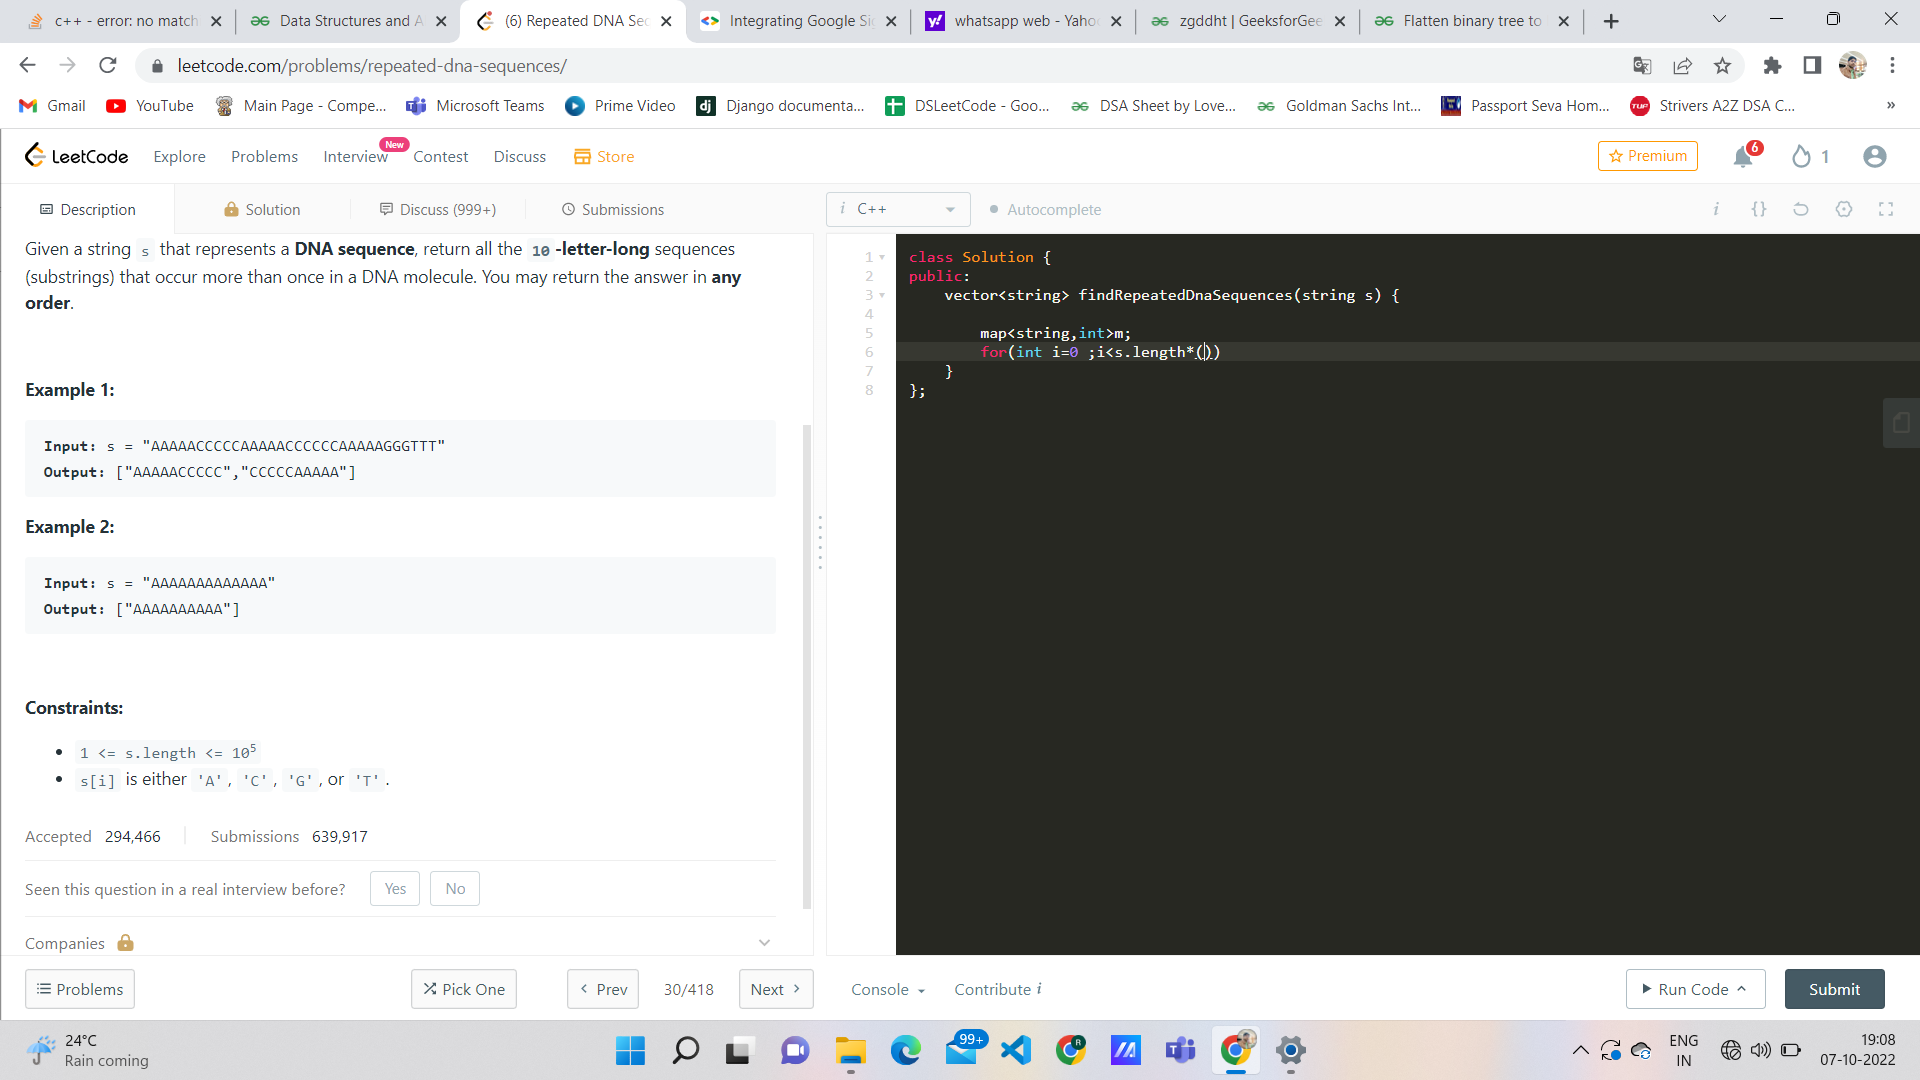 c++ - error: no match
Data Structures and A
(6) Repeated DNA Sec
Integrating Google Si
whatsapp web - Yaho
zgddht | GeeksforGee
Flatten binary tree to
leetcode.com/problems/repeated-dna-sequences/
Gmail
YouTube
Main Page - Compe...
Microsoft Teams
Prime Video
dj
Django documenta...
DSLeetCode - Goo...
DSA Sheet by Love...
Goldman Sachs Int...
Passport Seva Hom...
TUF
Strivers A2Z DSA C...
»
LeetCode
Explore
Problems
Interview
New
Contest
Discuss
Store
Premium
6
1
Description
Solution
Discuss (999+)
Submissions
i C++
Autocomplete
i
{}
Given a string s that represents a DNA sequence, return all the 10 -letter-long sequences
(substrings) that occur more than once in a DNA molecule. You may return the answer in any
order.
Example 1:
Input: s = "AAAAACCCCCAAAAACCCCCCAAAAAGGGTTT"
Output: ["AAAAACCCCC","CCCCCAAAAA"]
Example 2:
Input: s = "AAAAAAAAAAAAA"
Output: ["AAAAAAAAAA"]
Constraints:
1 <= s.length <= 10⁵
s[i] is either 'A', 'C', 'G', or 'T'.
Accepted 294,466 Submissions 639,917
Seen this question in a real interview before? Yes No
Companies
1 class Solution {
2 public:
3 vector<string> findRepeatedDnaSequences(string s) {
4
5 map<string,int>m;
6 for(int i=0 ;i<s.length*())
7 }
8 };
Problems
Pick One
Prev
30/418
Next
Console
Contribute i
Run Code
Submit
24°C
Rain coming
99+
R
ENG
IN
19:08
07-10-2022